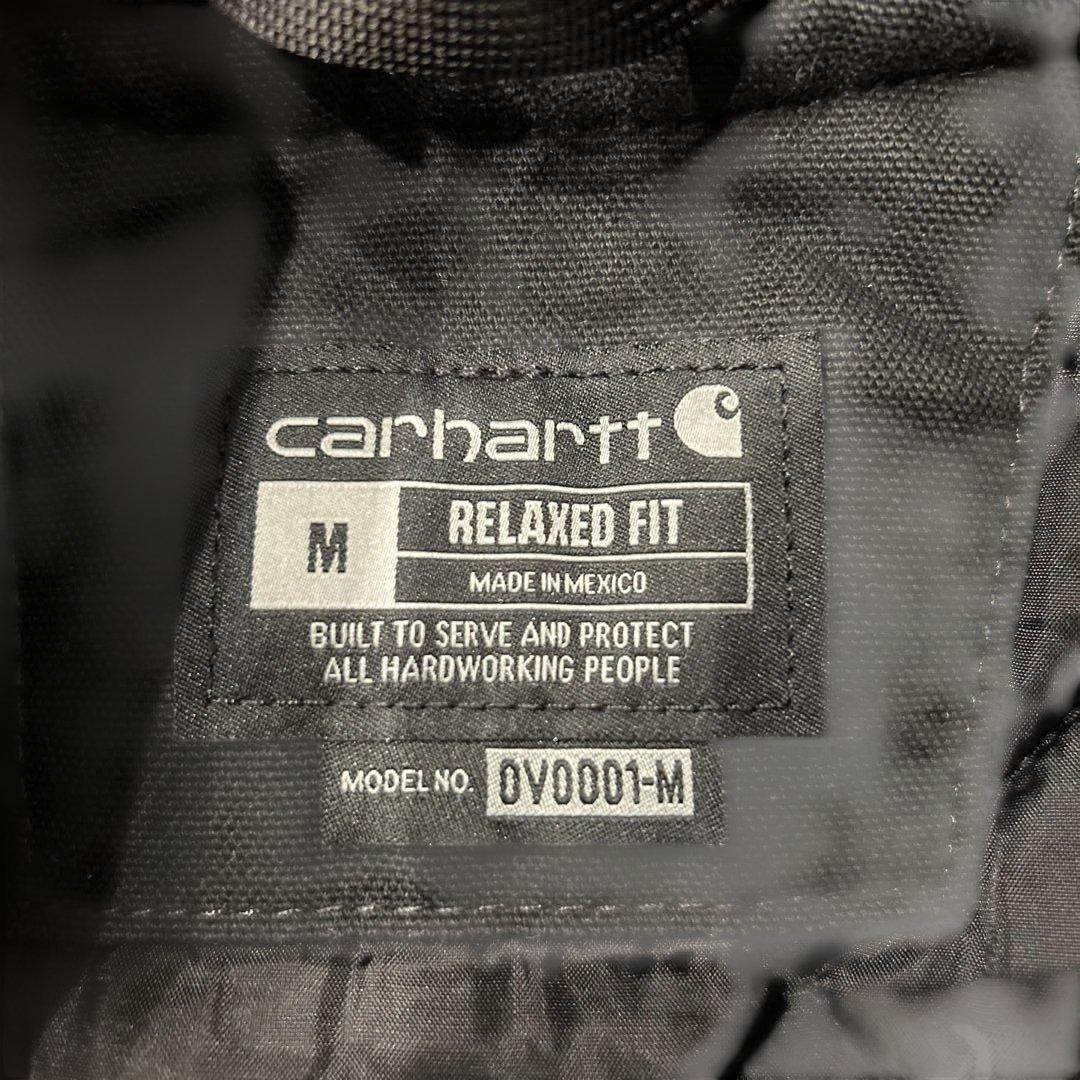 carhartt
M
RELAXED FIT
MADE IN MEXICO
BUILT TO SERVE AND PROTECT
ALL HARDWORKING PEOPLE
MODEL NO. 0V0001-M